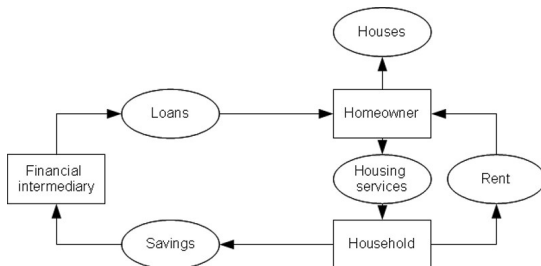 Houses
Loans
Homeowner
Financial
intermediary
Housing
services
Rent
Savings
Household